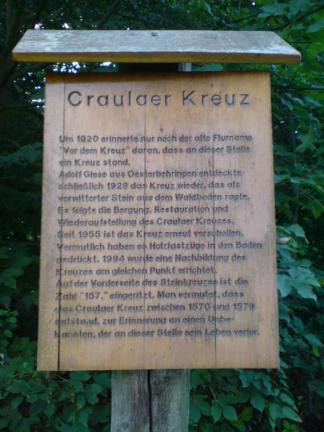 Craulaer Kreuz
Um 1920 erinnerte nur noch der alte Flurname
"Vor dem Kreuz" daran, dass an dieser Stelle
ein Kreuz stand.
Adolf Giese aus Oesterbehringen entdeckte
schließlich 1928 das Kreuz wieder, das als
verwitterter Stein aus dem Waldboden ragte.
Es folgte die Bergung, Restauration und
Wiederaufstellung des Craulaer Kreuzes.
Seit 1955 ist das Kreuz erneut verschollen.
Vermutlich haben es Holzlastzüge in den Boden
gedrückt. 1994 wurde eine Nachbildung des
Kreuzes am gleichen Punkt errichtet.
Auf der Vorderseite des Steinkreuzes ist die
Zahl "157." eingeritzt. Man vermutet, dass
das Craulaer Kreuz zwischen 1570 und 1579
entstand, zur Erinnerung an einen Unbe-
kannten, der an dieser Stelle sein Leben verlor.